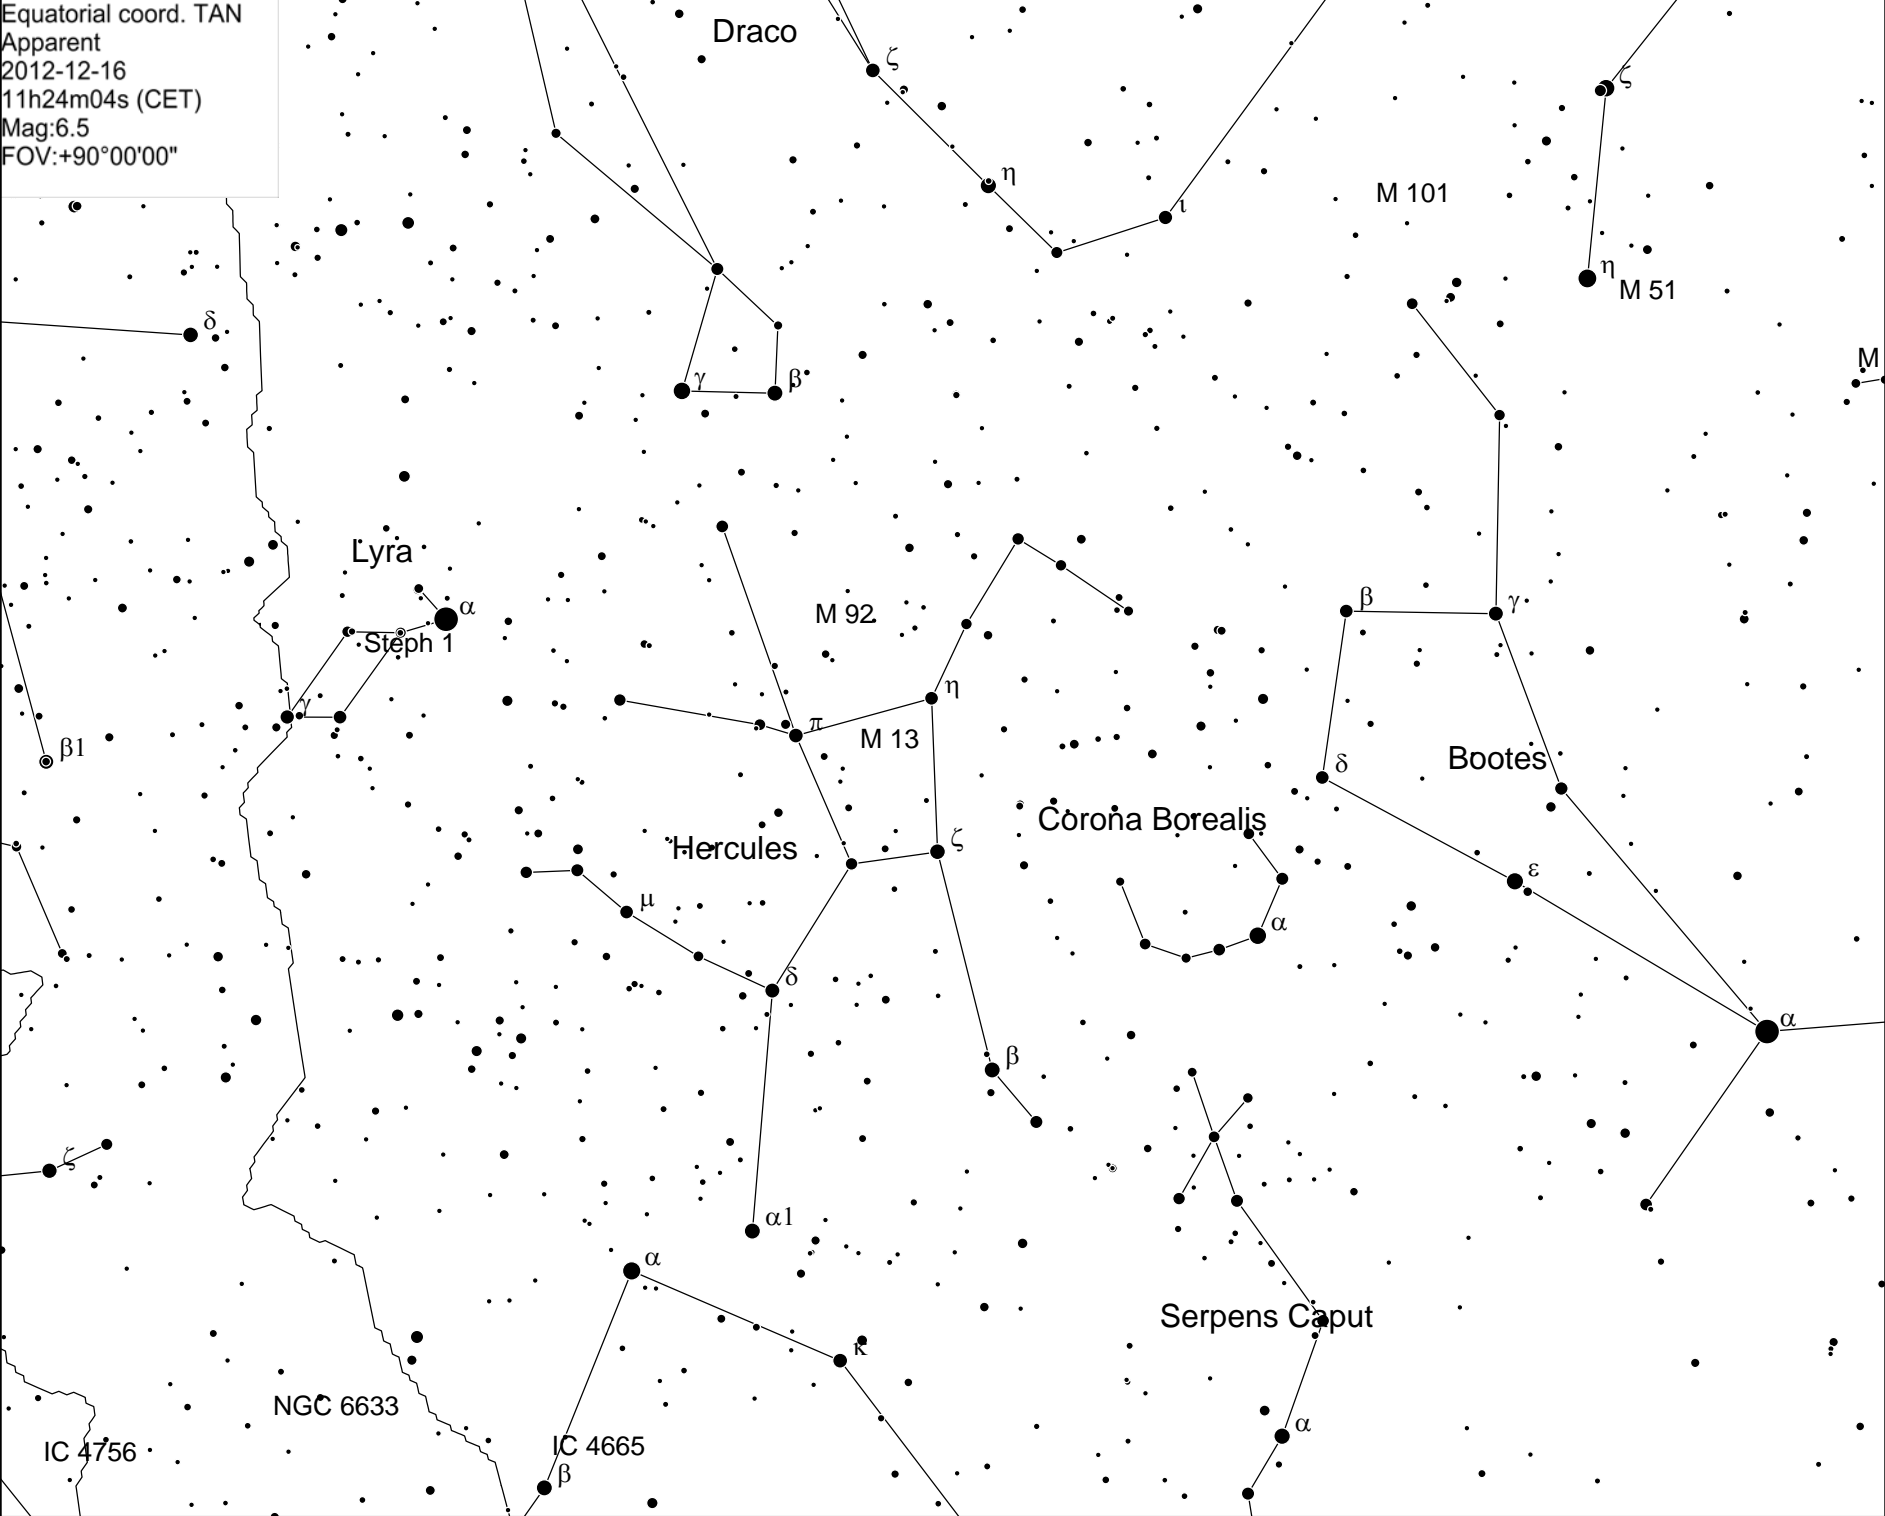 Equatorial coord. TAN
Apparent
2012-12-16
11h24m04s (CET)
Mag:6.5
FOV:+90°00'00"
Draco
ζ
ζ
η
M 101
ι
η
M 51
δ
M
γ
β
Lyra
α
M 92
β
γ
Steph 1
γ
η
π
M 13
β1
Bootes
δ
Corona Borealis
Hercules
ζ
ε
μ
α
δ
α
β
ζ
α1
α
Serpens Caput
κ
NGC 6633
α
IC 4756
IC 4665
β